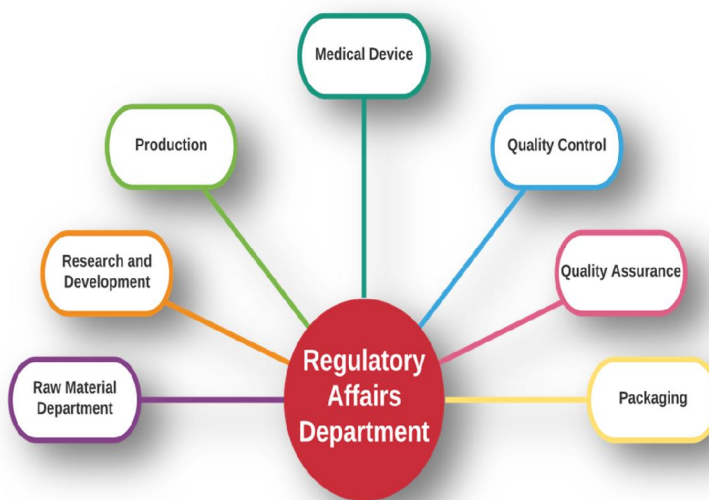 Medical Device
Production
Quality Control
Research and
Development
Quality Assurance
Raw Material
Department
Regulatory
Affairs
Department
Packaging